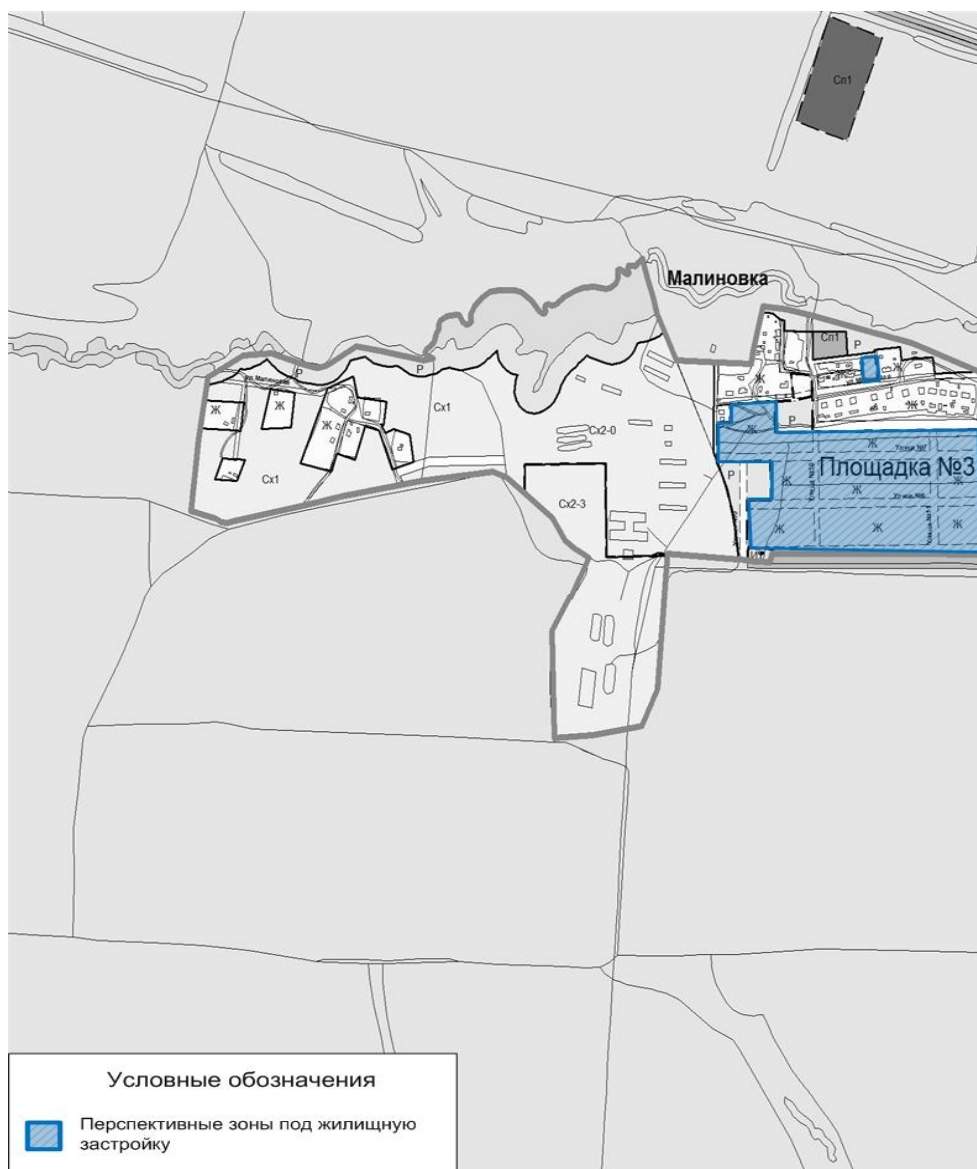 Сп1
Малиновка
Р
Сп1
Р
Ж
Ж
Р
Сх1
Ж
Ж
Ж
Сх1
Сх2-0
Сх2-3
Ж
Р
Ж
Ж
Площадка №3
Р
Ж
Ж
Ж
Ж
Ж
Условные обозначения
Перспективные зоны под жилищную
застройку